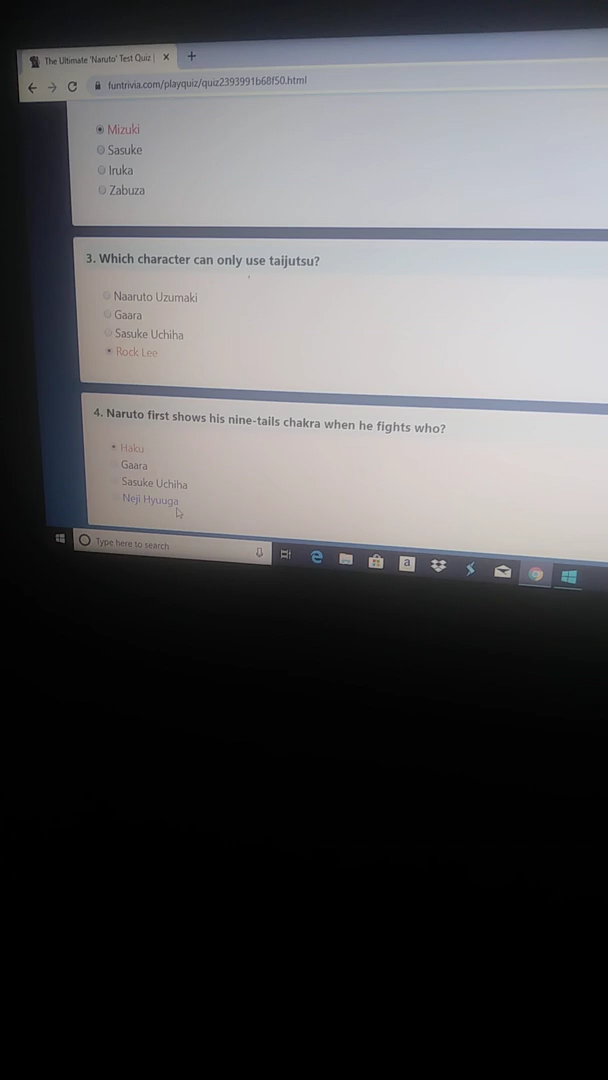 The Ultimate 'Naruto' Test Quiz |
funtrivia.com/playquiz/quiz2393991b68f50.html
Mizuki
Sasuke
Iruka
Zabuza
3. Which character can only use taijutsu?
Naaruto Uzumaki
Gaara
Sasuke Uchiha
Rock Lee
4. Naruto first shows his nine-tails chakra when he fights who?
Haku
Gaara
Sasuke Uchiha
Neji Hyuuga
Type here to search
a